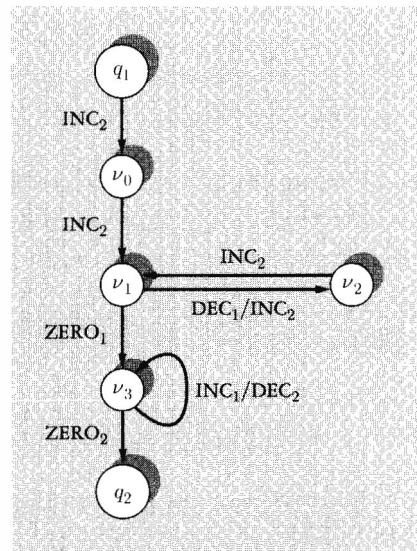 q₁
INC₂
ν₀
INC₂
INC₂
ν₁
ν₂
DEC₁/INC₂
ZERO₁
ν₃
INC₁/DEC₂
ZERO₂
q₂